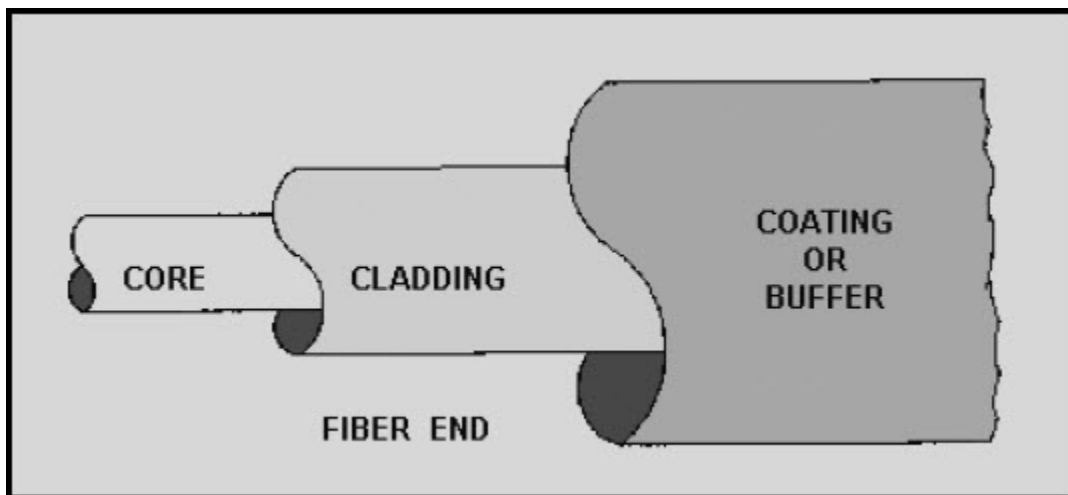 CORE
CLADDING
COATING
OR
BUFFER
FIBER END